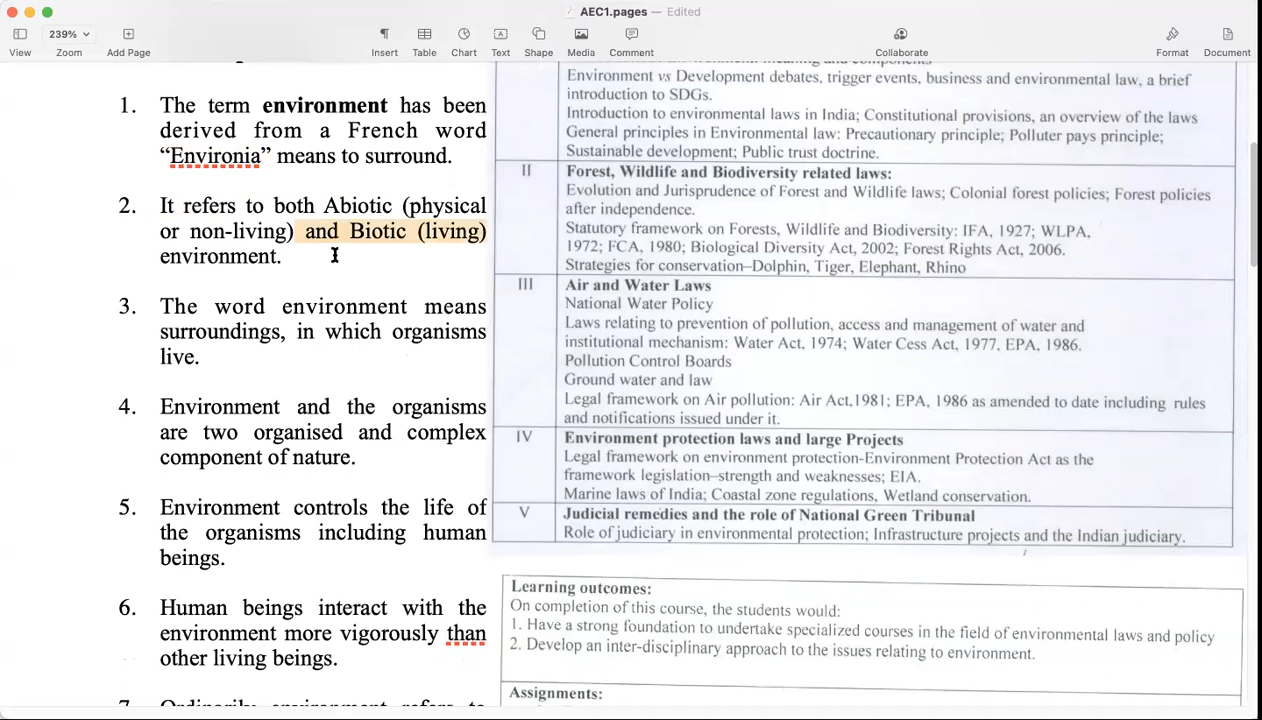 AEC1.pages — Edited
239%
View
Zoom
Add Page
Insert
Table
Chart
Text
Shape
Media
Comment
Collaborate
Format
Document
1. The term environment has been
derived from a French word
“Environia” means to surround.
2. It refers to both Abiotic (physical
or non-living) and Biotic (living)
environment.
3. The word environment means
surroundings, in which organisms
live.
4. Environment and the organisms
are two organised and complex
component of nature.
5. Environment controls the life of
the organisms including human
beings.
6. Human beings interact with the
environment more vigorously than
other living beings.
7. Ordinarily environment refers to
Environment vs Development debates, trigger events, business and environmental law, a brief
introduction to SDGs.
Introduction to environmental laws in India; Constitutional provisions, an overview of the laws
General principles in Environmental law: Precautionary principle; Polluter pays principle;
Sustainable development; Public trust doctrine.
II Forest, Wildlife and Biodiversity related laws:
Evolution and Jurisprudence of Forest and Wildlife laws; Colonial forest policies; Forest policies
after independence.
Statutory framework on Forests, Wildlife and Biodiversity: IFA, 1927; WLPA,
1972; FCA, 1980; Biological Diversity Act, 2002; Forest Rights Act, 2006.
Strategies for conservation–Dolphin, Tiger, Elephant, Rhino
III Air and Water Laws
National Water Policy
Laws relating to prevention of pollution, access and management of water and
institutional mechanism: Water Act, 1974; Water Cess Act, 1977, EPA, 1986.
Pollution Control Boards
Ground water and law
Legal framework on Air pollution: Air Act,1981; EPA, 1986 as amended to date including rules
and notifications issued under it.
IV Environment protection laws and large Projects
Legal framework on environment protection-Environment Protection Act as the
framework legislation–strength and weaknesses; EIA.
Marine laws of India; Coastal zone regulations, Wetland conservation.
V Judicial remedies and the role of National Green Tribunal
Role of judiciary in environmental protection; Infrastructure projects and the Indian judiciary.
Learning outcomes:
On completion of this course, the students would:
1. Have a strong foundation to undertake specialized courses in the field of environmental laws and policy
2. Develop an inter-disciplinary approach to the issues relating to environment.
Assignments: